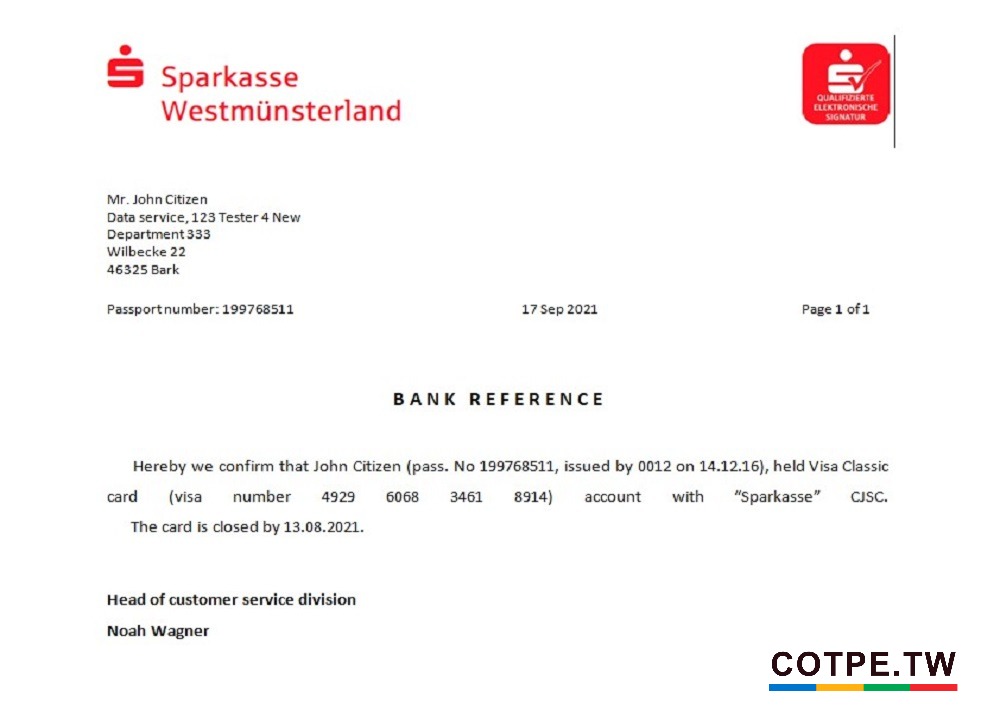 Sparkasse
Westmünsterland
QUALIFIZIERTE
ELEKTRONISCHE
SIGNATUR
Mr. John Citizen
Data service, 123 Tester 4 New
Department 333
Wilbecke 22
46325 Bark
Passport number: 199768511 17 Sep 2021 Page 1 of 1
BANK REFERENCE
Hereby we confirm that John Citizen (pass. No 199768511, issued by 0012 on 14.12.16), held Visa Classic
card (visa number 4929 6068 3461 8914) account with “Sparkasse” CJSC.
The card is closed by 13.08.2021.
Head of customer service division
Noah Wagner
COTPE.TW